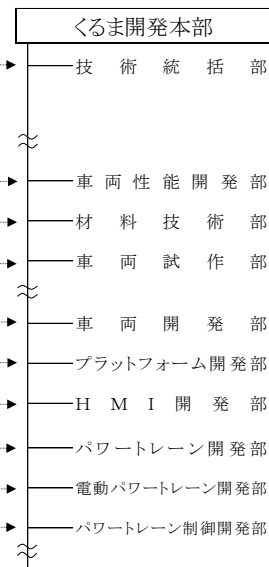 くるま開発本部
技術統括部
車両性能開発部
材料技術部
車両試作部
車両開発部
プラットフォーム開発部
HMI開発部
パワートレーン開発部
電動パワートレーン開発部
パワートレーン制御開発部